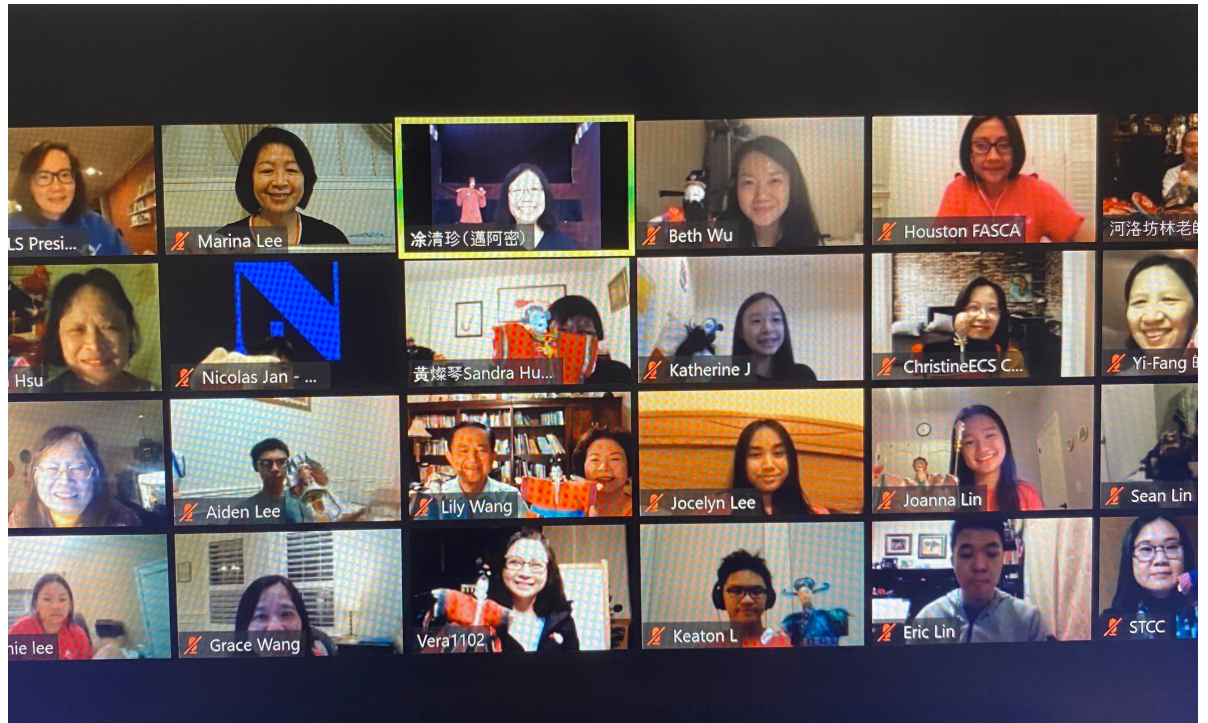 LS Presi...
Marina Lee
凃清珍(邁阿密)
Beth Wu
Houston FASCA
河洛坊林老師
Hsu
Nicolas Jan - ...
黃燦琴Sandra Hu...
Katherine J
ChristineECS C...
Yi-Fang
Aiden Lee
Lily Wang
Jocelyn Lee
Joanna Lin
Sean Lin
nie lee
Grace Wang
Vera1102
Keaton L
Eric Lin
STCC